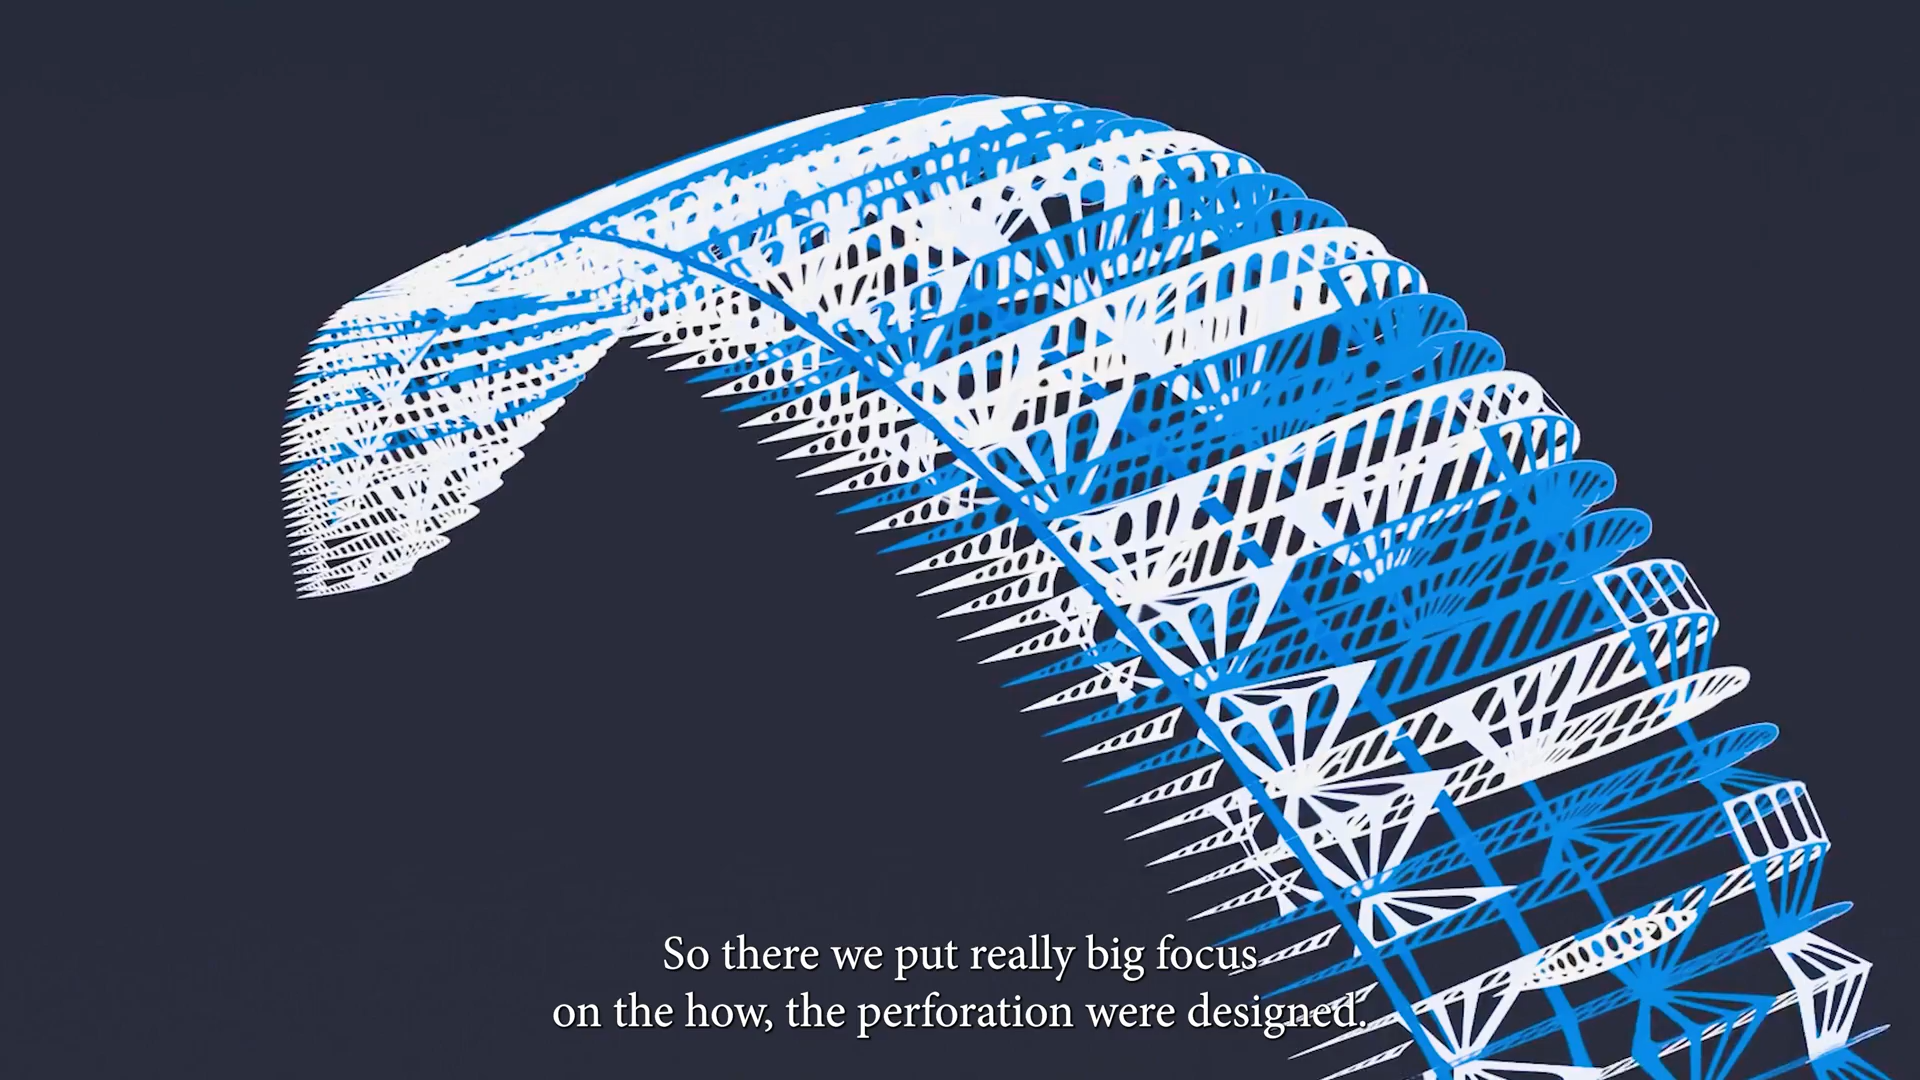 So there we put really big focus
on the how, the perforation were designed.